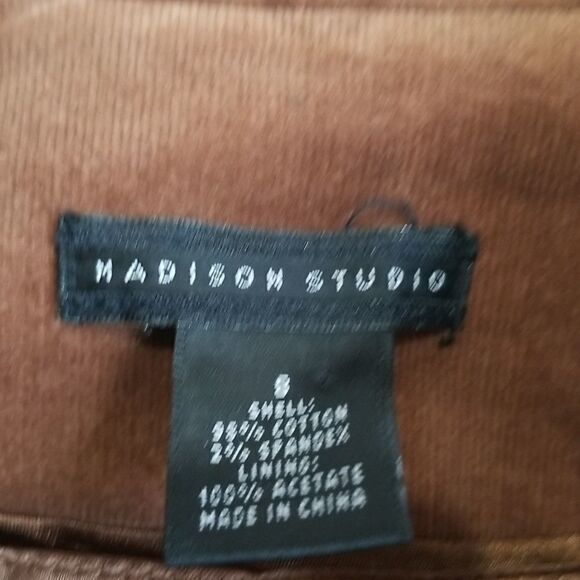 MADISON STUDIO
8
SHELL:
98% COTTON
2% SPANDEX
LINING:
100% ACETATE
MADE IN CHINA